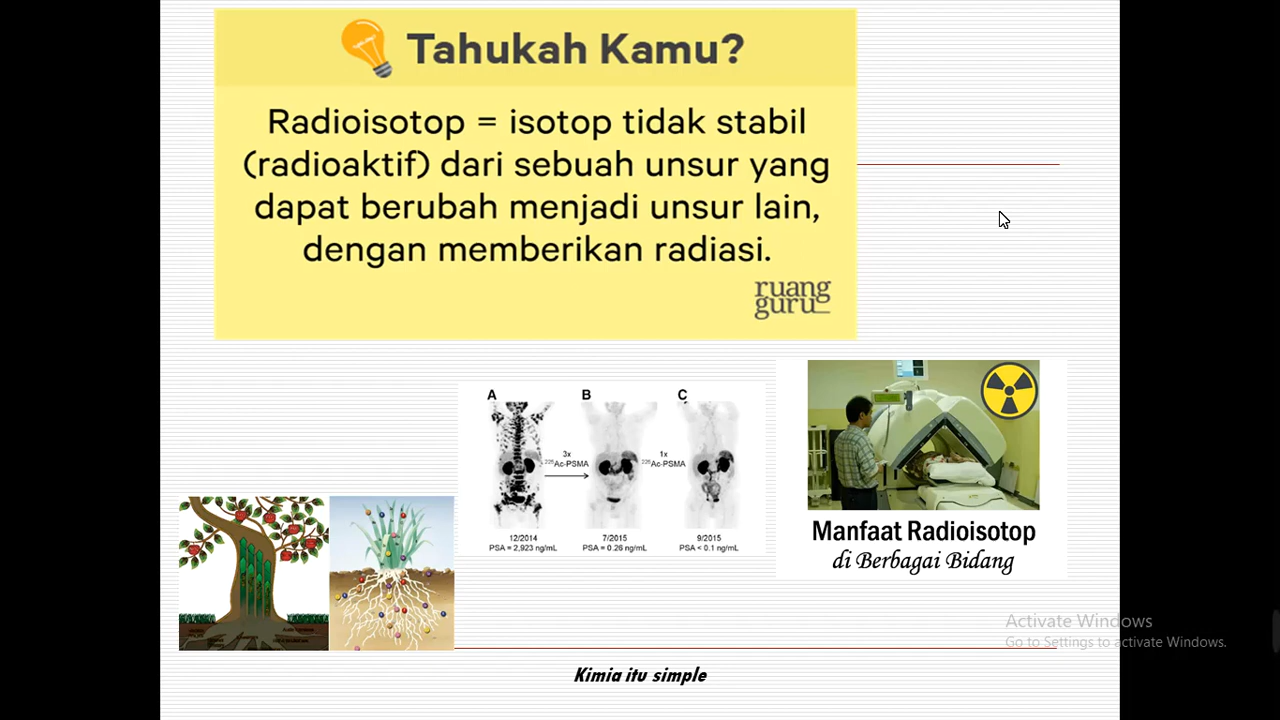 Tahukah Kamu?
Radioisotop = isotop tidak stabil
(radioaktif) dari sebuah unsur yang
dapat berubah menjadi unsur lain,
dengan memberikan radiasi.
ruang
guru
A
B
C
3x
225Ac-PSMA
1x
225Ac-PSMA
12/2014
PSA = 2,923 ng/mL
7/2015
PSA = 0.26 ng/mL
9/2015
PSA < 0.1 ng/mL
Manfaat Radioisotop
di Berbagai Bidang
Activate Windows
Go to Settings to activate Windows.
Kimia itu simple